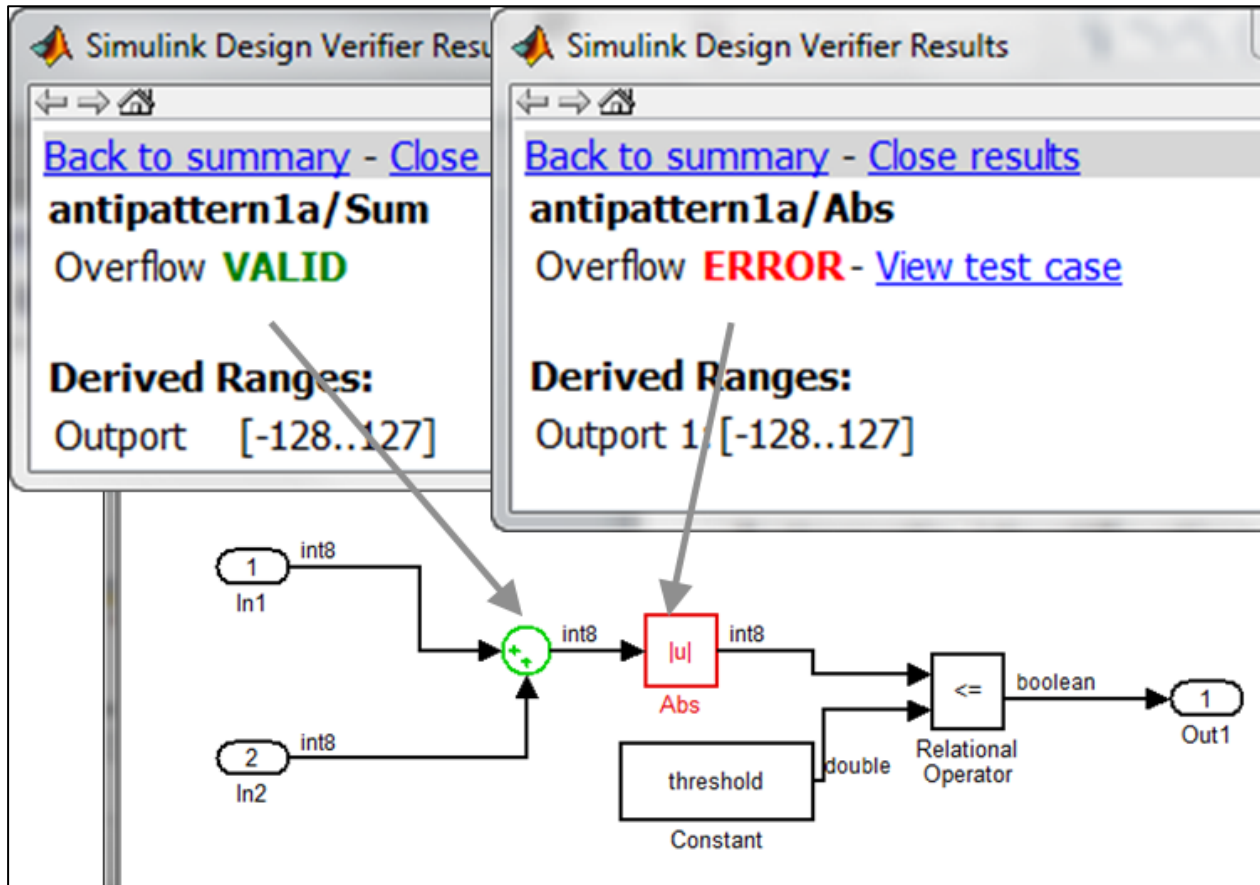 Simulink Design Verifier Resu
Back to summary - Close
antipattern1a/Sum
Overflow VALID
Derived Ranges:
Outport [-128..127]
Simulink Design Verifier Results
Back to summary - Close results
antipattern1a/Abs
Overflow ERROR - View test case
Derived Ranges:
Outport 1: [-128..127]
1
In1
int8
2
In2
int8
int8
|u|
Abs
int8
threshold
Constant
double
<=
Relational
Operator
boolean
1
Out1